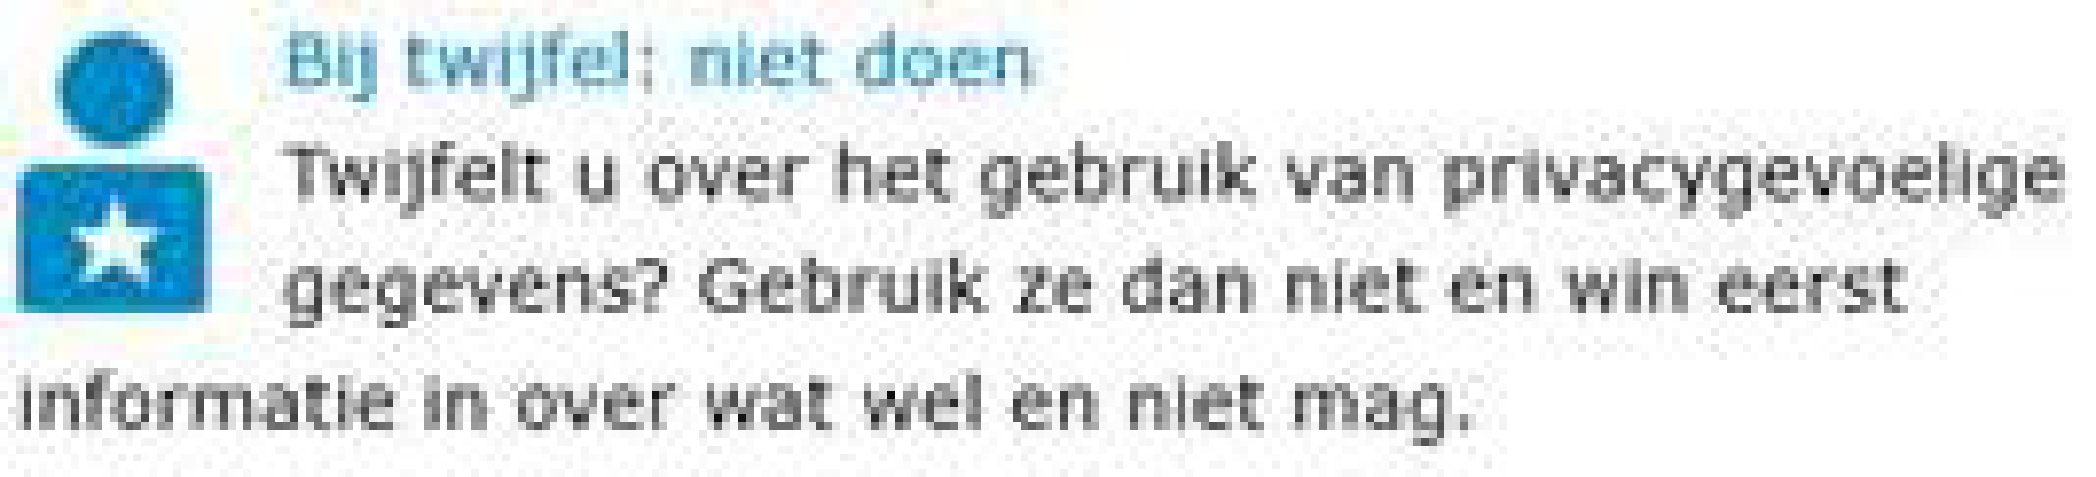 Bij twijfel: niet doen
Twijfelt u over het gebruik van privacygevoelige
gegevens? Gebruik ze dan niet en win eerst
informatie in over wat wel en niet mag.